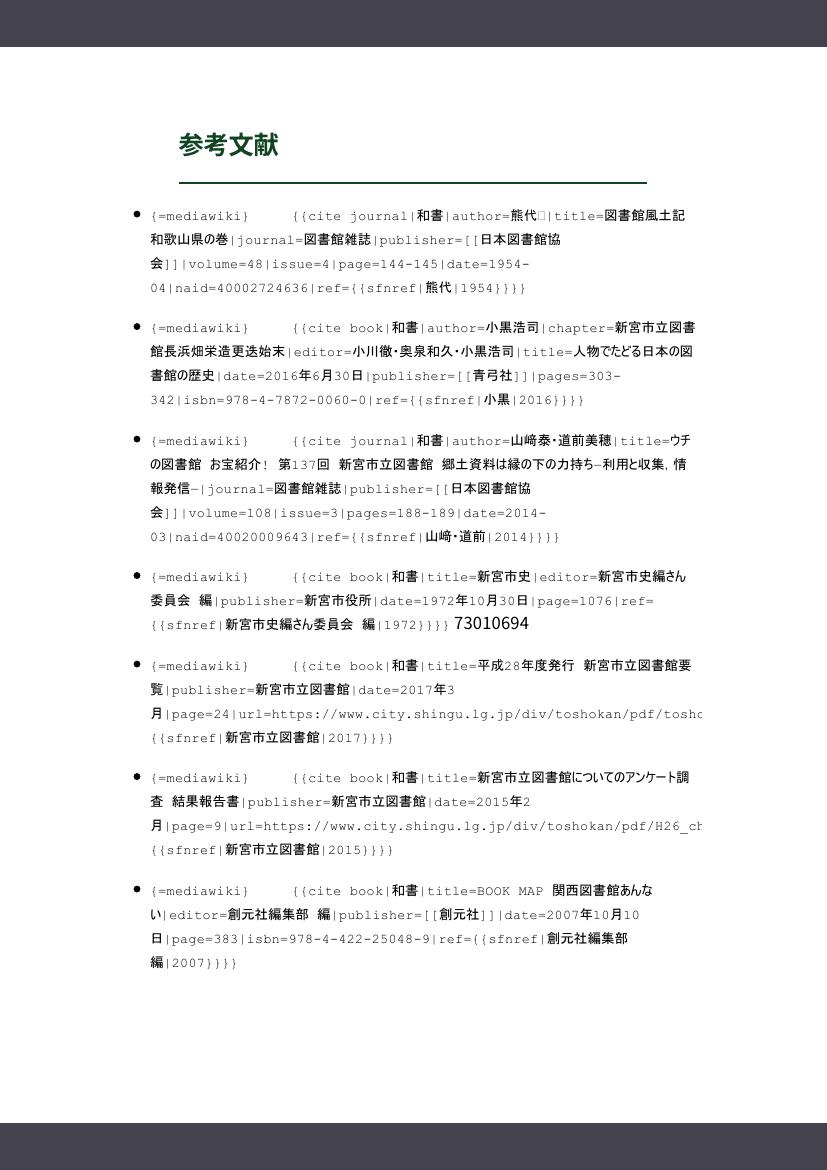 参考文献
• {=mediawiki} {{cite journal|和書|author=熊代□|title=図書館風土記
和歌山県の巻|journal=図書館雑誌|publisher=[[日本図書館協
会]]|volume=48|issue=4|page=144-145|date=1954-
04|naid=40002724636|ref={{sfnref|熊代|1954}}}}
• {=mediawiki} {{cite book|和書|author=小黒浩司|chapter=新宮市立図書
館長浜畑栄造更迭始末|editor=小川徹・奥泉和久・小黒浩司|title=人物でたどる日本の図
書館の歴史|date=2016年6月30日|publisher=[[青弓社]]|pages=303-
342|isbn=978-4-7872-0060-0|ref={{sfnref|小黒|2016}}}}
• {=mediawiki} {{cite journal|和書|author=山﨑泰・道前美穂|title=ウチ
の図書館 お宝紹介! 第137回 新宮市立図書館 郷土資料は縁の下の力持ち—利用と収集, 情
報発信—|journal=図書館雑誌|publisher=[[日本図書館協
会]]|volume=108|issue=3|pages=188-189|date=2014-
03|naid=40020009643|ref={{sfnref|山﨑・道前|2014}}}}
• {=mediawiki} {{cite book|和書|title=新宮市史|editor=新宮市史編さん
委員会 編|publisher=新宮市役所|date=1972年10月30日|page=1076|ref=
{{sfnref|新宮市史編さん委員会 編|1972}}}} 73010694
• {=mediawiki} {{cite book|和書|title=平成28年度発行 新宮市立図書館要
覧|publisher=新宮市立図書館|date=2017年3
月|page=24|url=https://www.city.shingu.lg.jp/div/toshokan/pdf/tosho
{{sfnref|新宮市立図書館|2017}}}}
• {=mediawiki} {{cite book|和書|title=新宮市立図書館についてのアンケート調
査 結果報告書|publisher=新宮市立図書館|date=2015年2
月|page=9|url=https://www.city.shingu.lg.jp/div/toshokan/pdf/H26_ch
{{sfnref|新宮市立図書館|2015}}}}
• {=mediawiki} {{cite book|和書|title=BOOK MAP 関西図書館あんな
い|editor=創元社編集部 編|publisher=[[創元社]]|date=2007年10月10
日|page=383|isbn=978-4-422-25048-9|ref={{sfnref|創元社編集部
編|2007}}}}